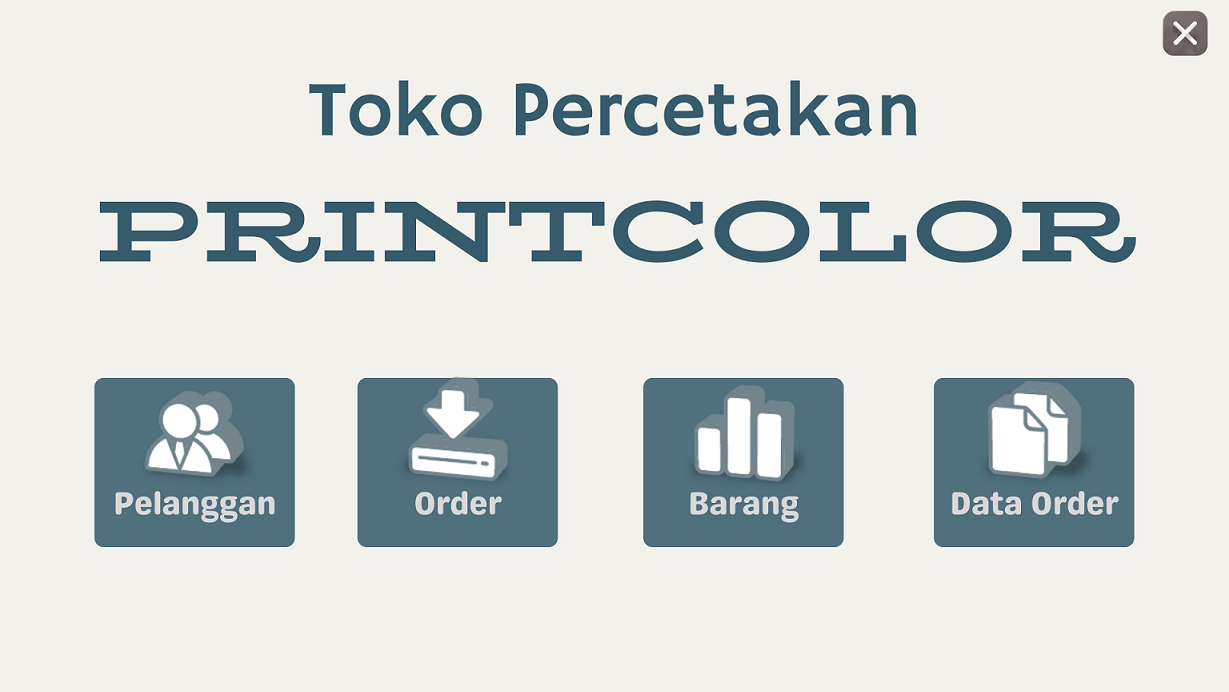 Toko Percetakan
PRINTCOLOR
Pelanggan
Order
Barang
Data Order